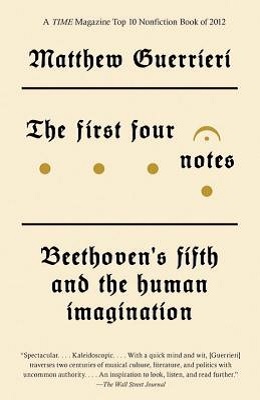 A TIME Magazine Top 10 Nonfiction Book of 2012
Matthew Guerrieri
The first four
notes
Beethoven's fifth
and the human
imagination
"Spectacular. . . . Kaleidoscopic. . . . With a quick mind and wit, [Guerrieri]
traverses two centuries of musical culture, literature, and politics with
uncommon authority. . . . An inspiration to look, listen, and read further."
—The Wall Street Journal